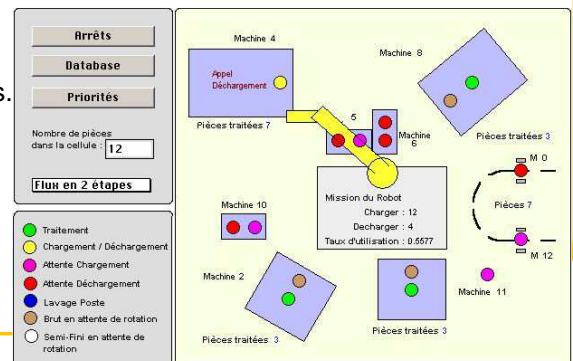 s.
Arrêts
Database
Priorités
Nombre de pièces
dans la cellule :
12
Flux en 2 étapes
Traitement
Chargement / Déchargement
Attente Chargement
Attente Déchargement
Lavage Poste
Brut en attente de rotation
Semi-Fini en attente de
rotation
Machine 4
Appel
Déchargement
Pièces traitées 7
5
Machine
6
Machine 8
Pièces traitées 3
M 0
Pièces 7
M 12
Mission du Robot
Charger : 12
Decharger : 4
Taux d'utilisation : 0.5577
Machine 10
Machine 2
Pièces traitées 3
Pièces traitées 3
Machine 11